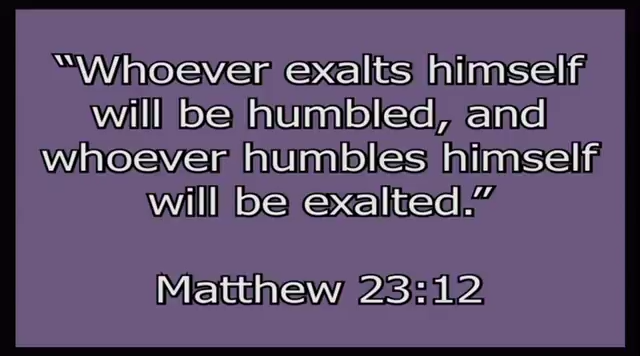 “Whoever exalts himself
will be humbled, and
whoever humbles himself
will be exalted.”
Matthew 23:12